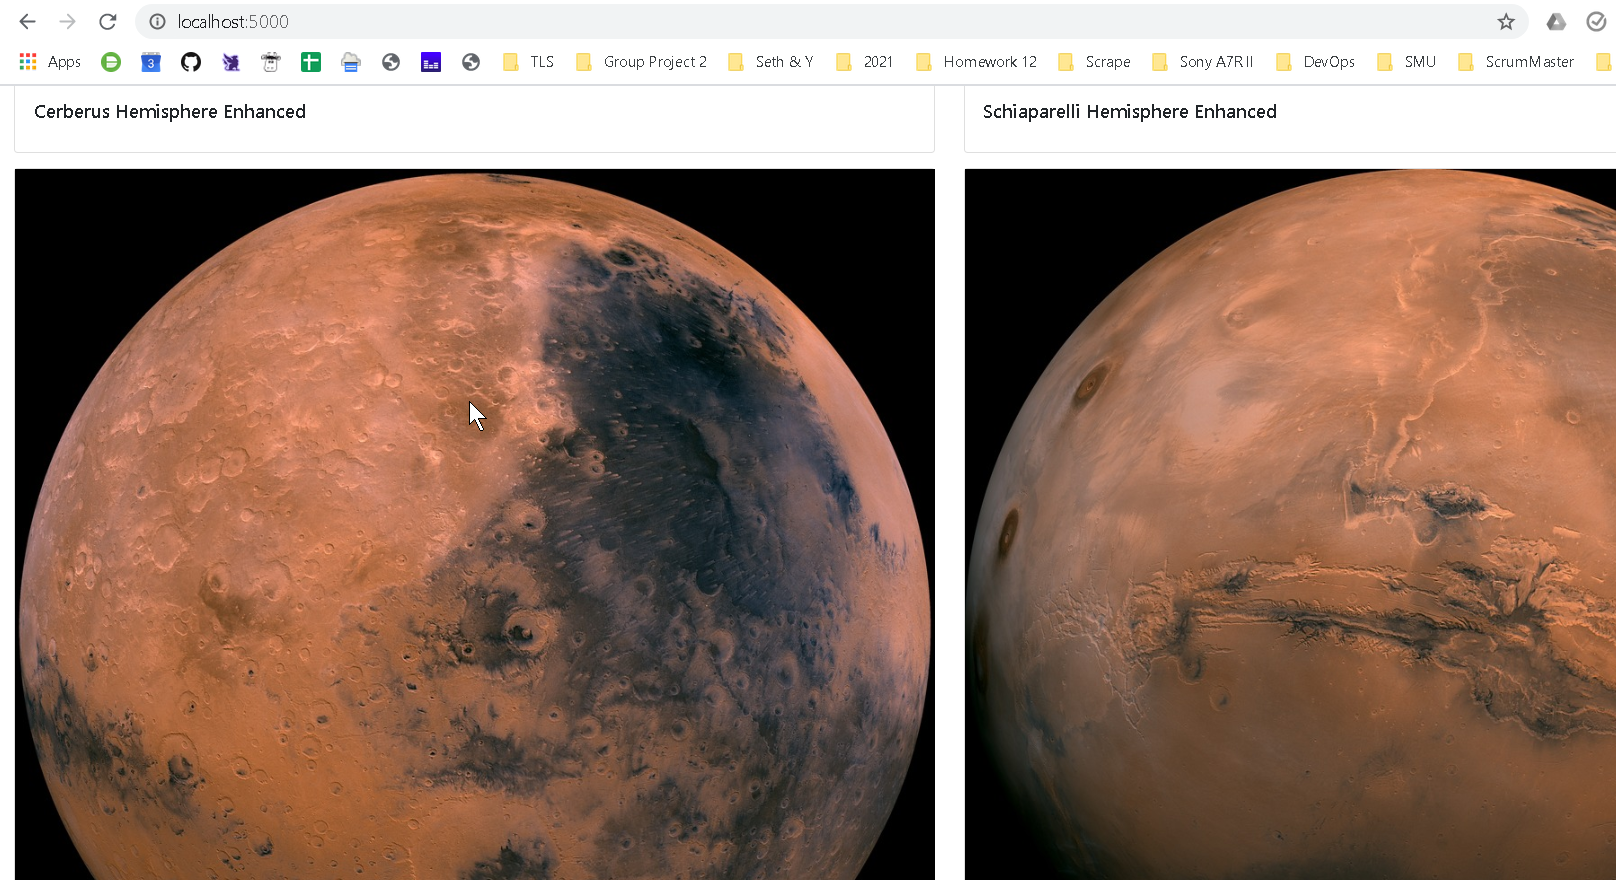 localhost:5000
Apps 3 TLS Group Project 2 Seth & Y 2021 Homework 12 Scrape Sony A7R II DevOps SMU ScrumMaster
Cerberus Hemisphere Enhanced Schiaparelli Hemisphere Enhanced